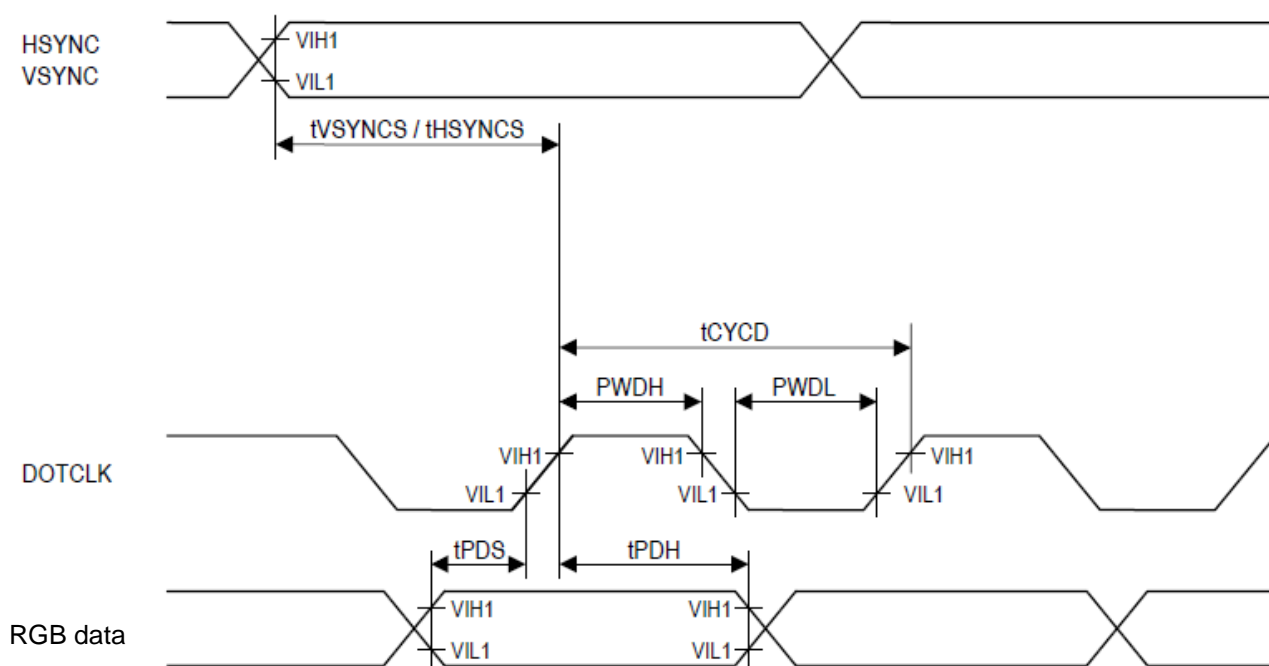 HSYNC
VSYNC
VIH1
VIL1
tVSYNCS / tHSYNCS
tCYCD
PWDH
PWDL
DOTCLK
VIH1
VIH1
VIH1
VIL1
VIL1
VIL1
tPDS
tPDH
RGB data
VIH1
VIH1
VIL1
VIL1